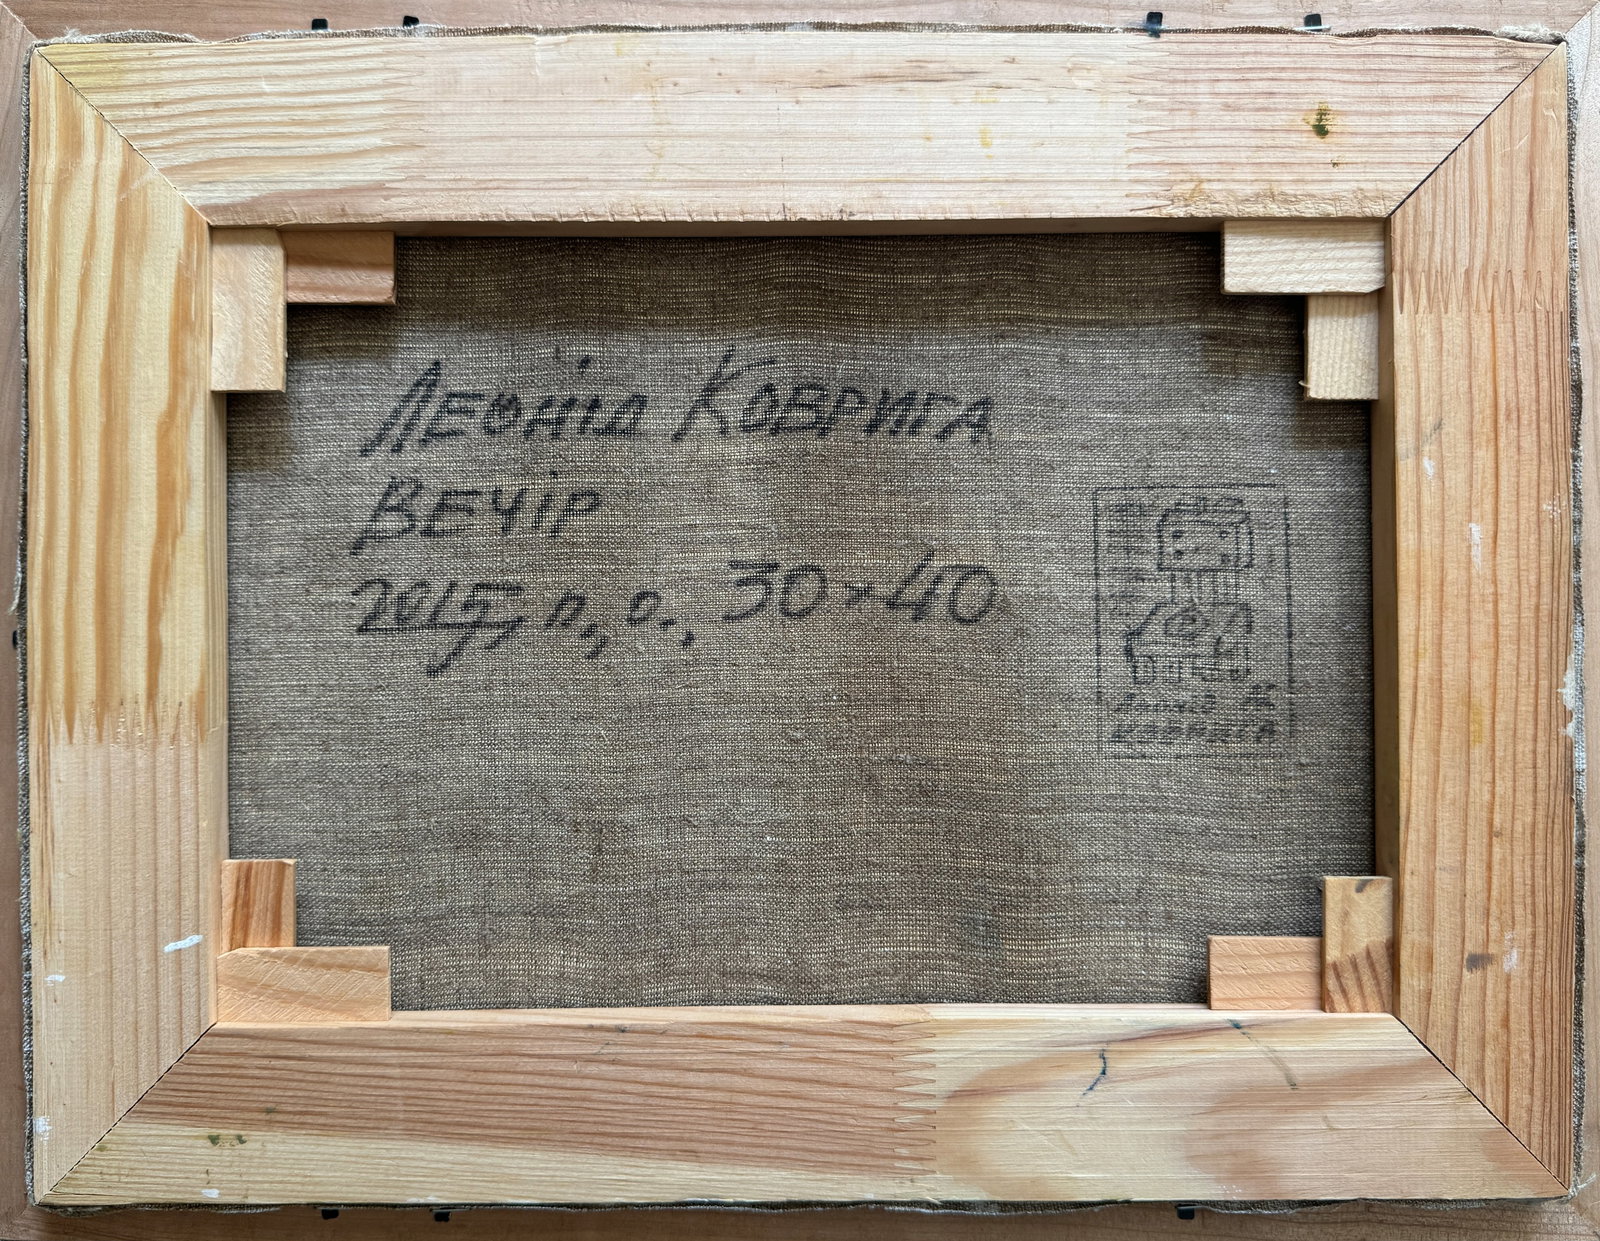 Леонід Коврига
Вечір
2015, п., о., 30×40
Леонід
Коврига